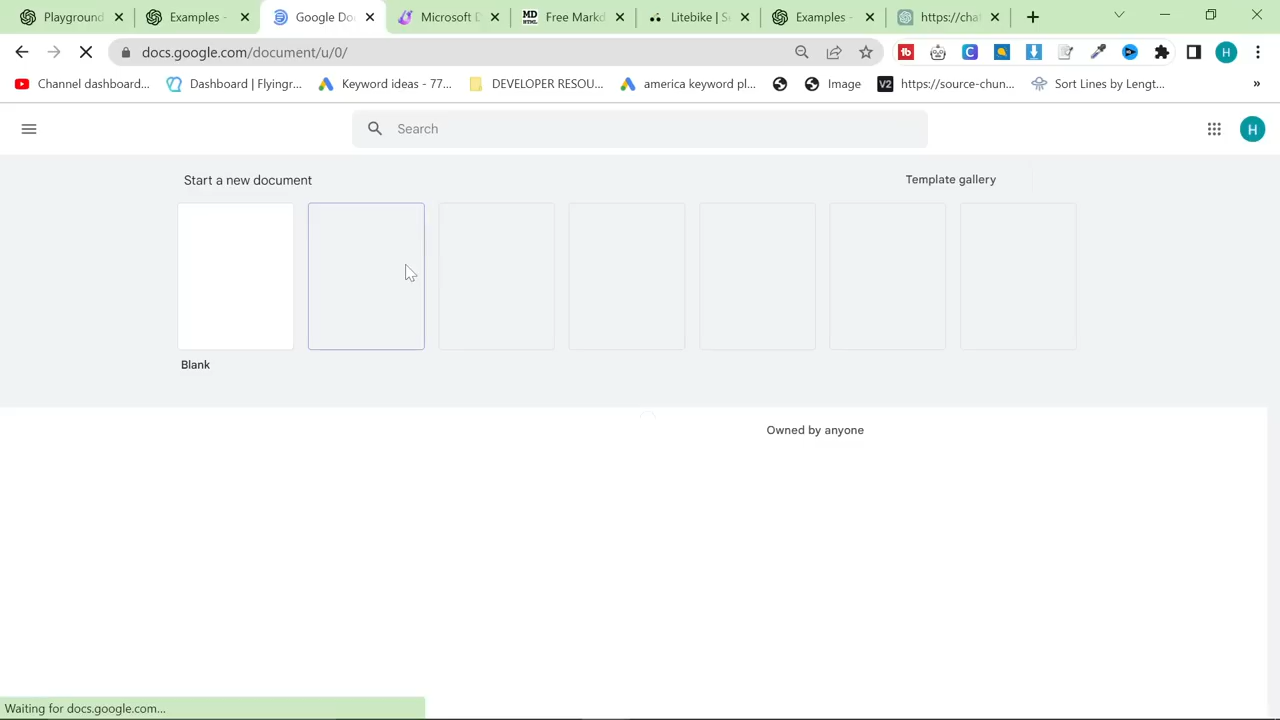 Playground
Examples -
Google Do
Microsoft D
Free Markd
Litebike | S
Examples -
https://cha
docs.google.com/document/u/0/
H
Channel dashboard...
Dashboard | Flyingr...
Keyword ideas - 77...
DEVELOPER RESOU...
america keyword pl...
Image
V2
https://source-chun...
Sort Lines by Lengt...
»
Search
H
Start a new document
Template gallery
Blank
Owned by anyone
Waiting for docs.google.com...